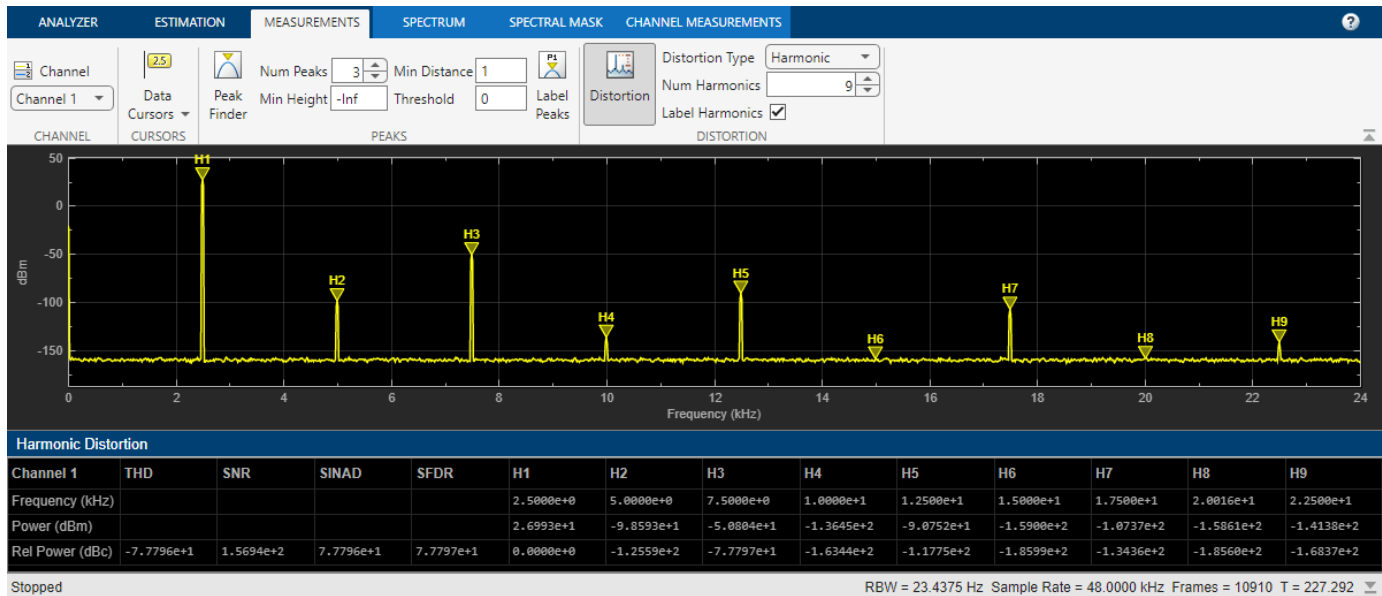 ANALYZER ESTIMATION MEASUREMENTS SPECTRUM SPECTRAL MASK CHANNEL MEASUREMENTS ?
Channel
Channel 1
CHANNEL
2.5
Data
Cursors
CURSORS
Peak
Finder
Num Peaks 3 Min Distance 1
Min Height -Inf Threshold 0
P1
Label
Peaks
PEAKS
Distortion
Distortion Type Harmonic
Num Harmonics 9
Label Harmonics
DISTORTION
dBm
50
0
-50
-100
-150
H1
H2
H3
H4
H5
H6
H7
H8
H9
0 2 4 6 8 10 12 14 16 18 20 22 24
Frequency (kHz)
Harmonic Distortion
Channel 1 THD SNR SINAD SFDR H1 H2 H3 H4 H5 H6 H7 H8 H9
Frequency (kHz) 2.5000e+0 5.0000e+0 7.5000e+0 1.0000e+1 1.2500e+1 1.5000e+1 1.7500e+1 2.0016e+1 2.2500e+1
Power (dBm) 2.6993e+1 -9.8593e+1 -5.0804e+1 -1.3645e+2 -9.0752e+1 -1.5900e+2 -1.0737e+2 -1.5861e+2 -1.4138e+2
Rel Power (dBc) -7.7796e+1 1.5694e+2 7.7796e+1 7.7797e+1 0.0000e+0 -1.2559e+2 -7.7797e+1 -1.6344e+2 -1.1775e+2 -1.8599e+2 -1.3436e+2 -1.8560e+2 -1.6837e+2
Stopped RBW = 23.4375 Hz Sample Rate = 48.0000 kHz Frames = 10910 T = 227.292